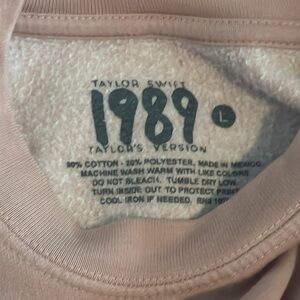 TAYLOR SWIFT
1989 L
TAYLOR'S VERSION
COTTON - 20% POLYESTER. MADE IN MEXICO
MACHINE WASH WARM WITH LIKE COLORS
DO NOT BLEACH. TUMBLE DRY LOW.
TURN INSIDE OUT TO PROTECT PRINT
COOL IRON IF NEEDED. RN#